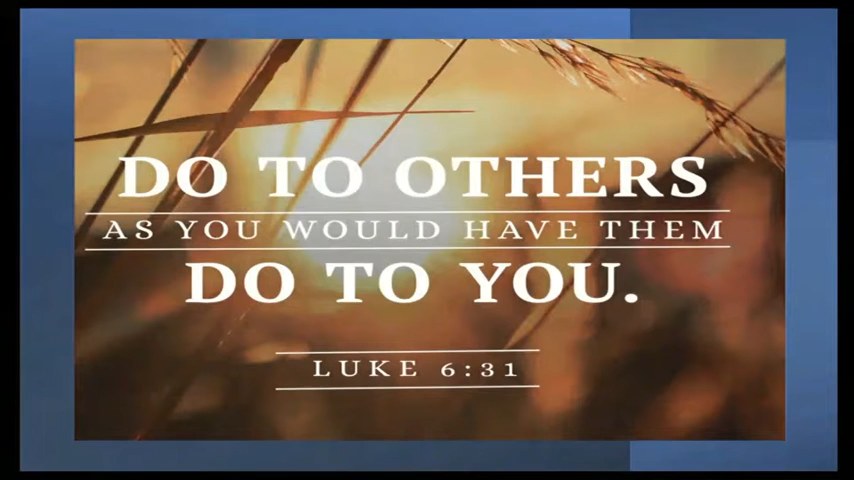 DO TO OTHERS
AS YOU WOULD HAVE THEM
DO TO YOU.
LUKE 6:31